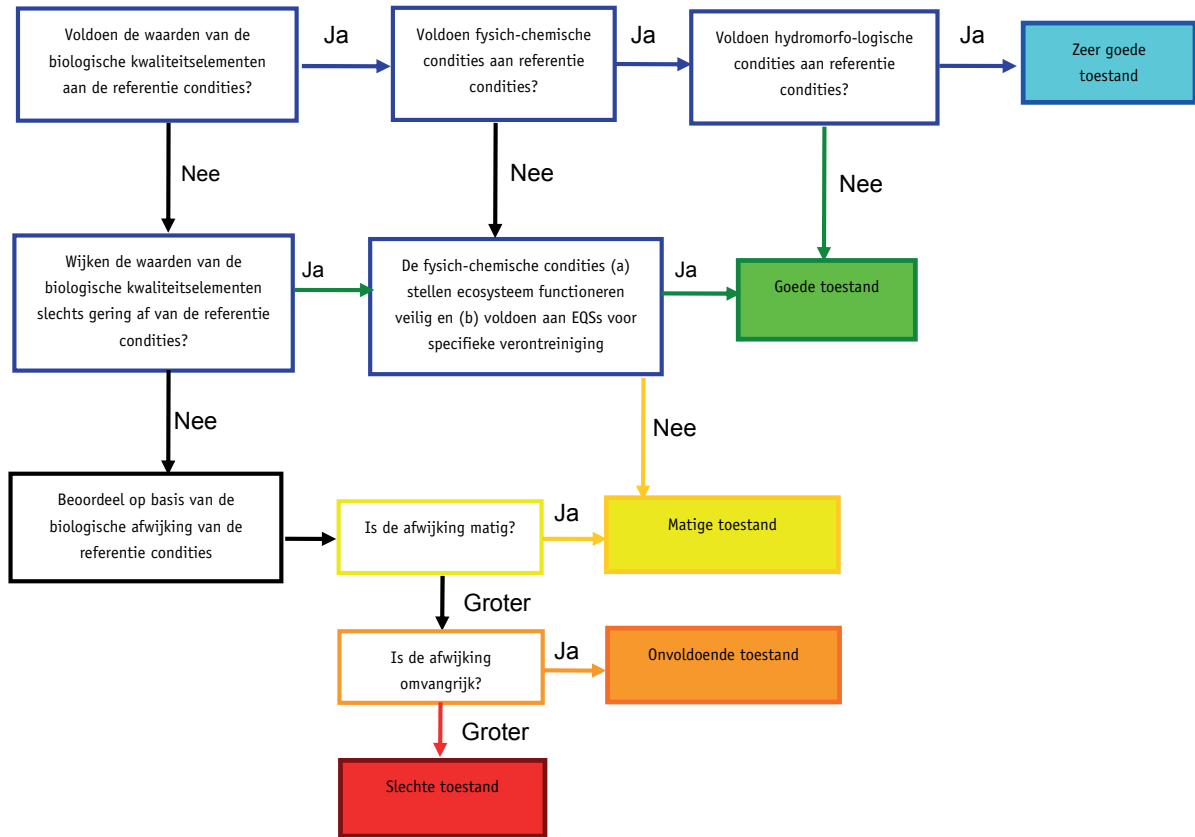 Voldoen de waarden van de
biologische kwaliteitselementen
aan de referentie condities?
Ja
Voldoen fysich-chemische
condities aan referentie
condities?
Ja
Voldoen hydromorfo-logische
condities aan referentie
condities?
Ja
Zeer goede
toestand
Nee
Nee
Nee
Wijken de waarden van de
biologische kwaliteitselementen
slechts gering af van de referentie
condities?
Ja
De fysich-chemische condities (a)
stellen ecosysteem functioneren
veilig en (b) voldoen aan EQSs voor
specifieke verontreiniging
Ja
Goede toestand
Nee
Nee
Beoordeel op basis van de
biologische afwijking van de
referentie condities
Is de afwijking matig?
Ja
Matige toestand
Groter
Is de afwijking
omvangrijk?
Ja
Onvoldoende toestand
Groter
Slechte toestand